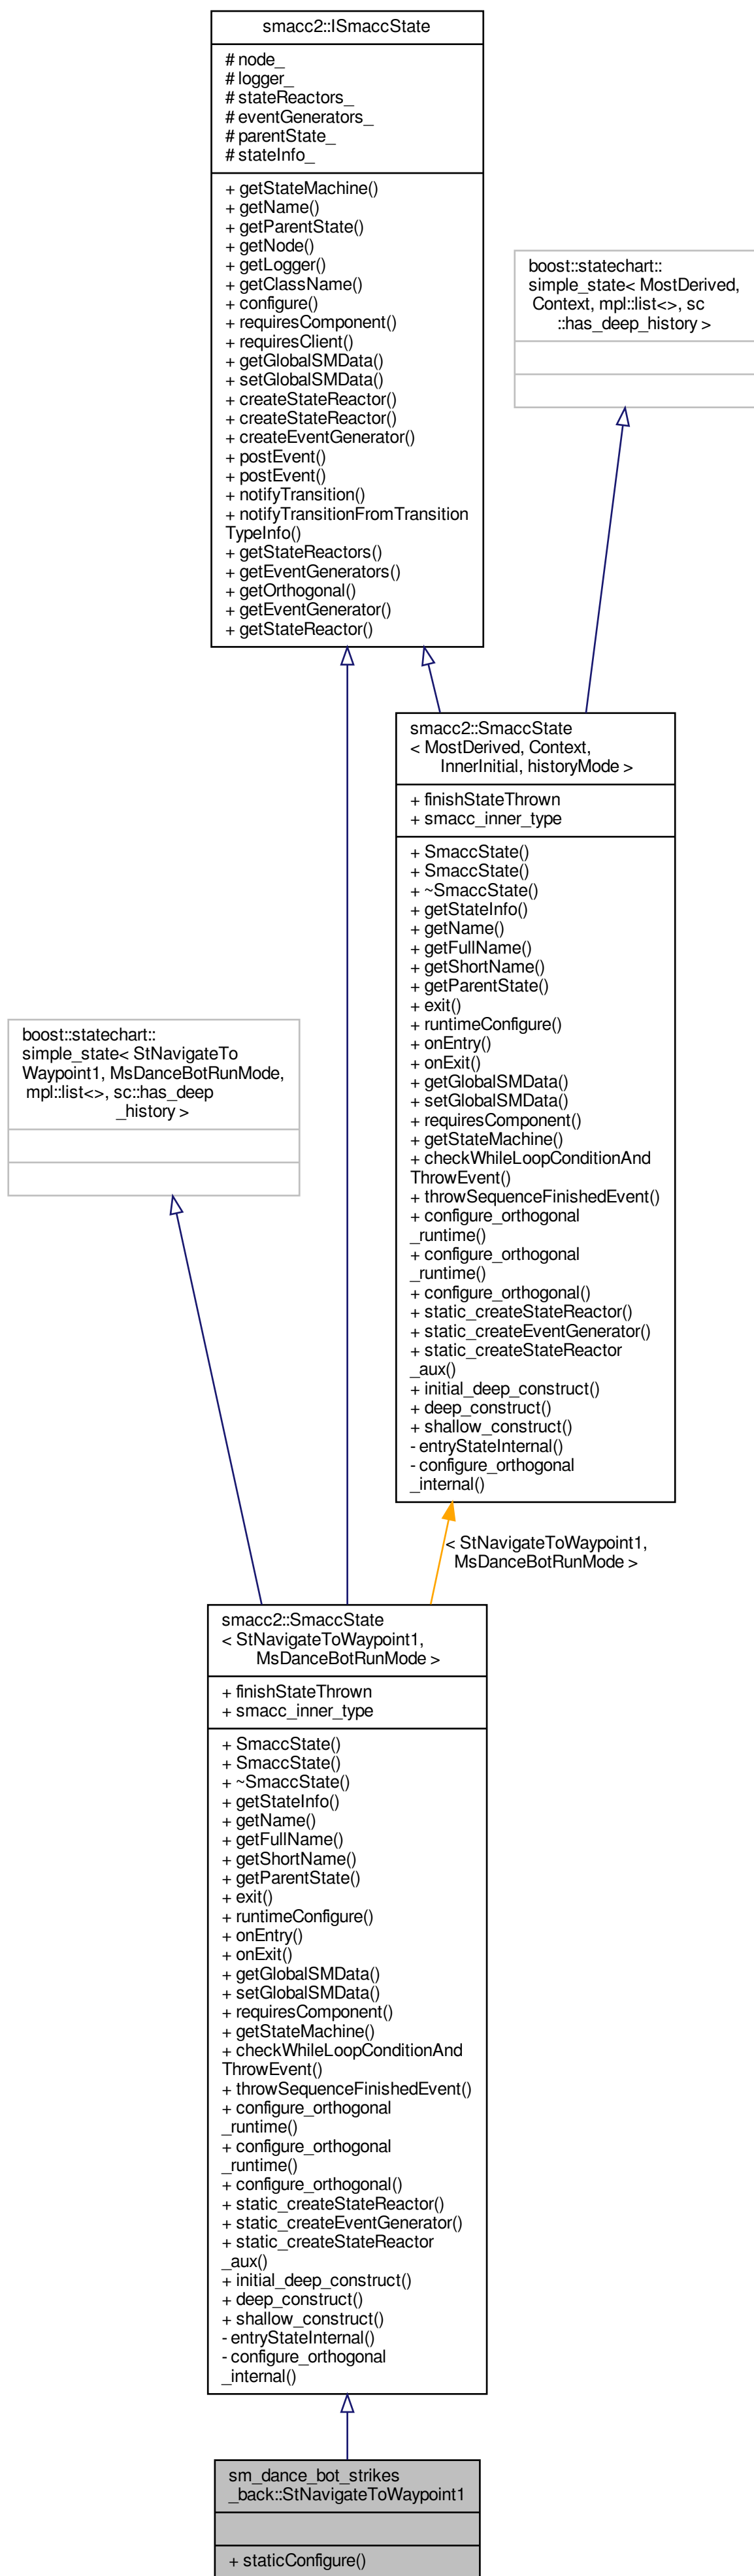 smacc2::ISmaccState
# node_
# logger_
# stateReactors_
# eventGenerators_
# parentState_
# stateInfo_
+ getStateMachine()
+ getName()
+ getParentState()
+ getNode()
+ getLogger()
+ getClassName()
+ configure()
+ requiresComponent()
+ requiresClient()
+ getGlobalSMData()
+ setGlobalSMData()
+ createStateReactor()
+ createStateReactor()
+ createEventGenerator()
+ postEvent()
+ postEvent()
+ notifyTransition()
+ notifyTransitionFromTransition
TypeInfo()
+ getStateReactors()
+ getEventGenerators()
+ getOrthogonal()
+ getEventGenerator()
+ getStateReactor()
boost::statechart::
simple_state< MostDerived,
Context, mpl::list<>, sc
::has_deep_history >
smacc2::SmaccState
< MostDerived, Context,
InnerInitial, historyMode >
+ finishStateThrown
+ smacc_inner_type
+ SmaccState()
+ SmaccState()
+ ~SmaccState()
+ getStateInfo()
+ getName()
+ getFullName()
+ getShortName()
+ getParentState()
+ exit()
+ runtimeConfigure()
+ onEntry()
+ onExit()
+ getGlobalSMData()
+ setGlobalSMData()
+ requiresComponent()
+ getStateMachine()
+ checkWhileLoopConditionAnd
ThrowEvent()
+ throwSequenceFinishedEvent()
+ configure_orthogonal
_runtime()
+ configure_orthogonal
_runtime()
+ configure_orthogonal()
+ static_createStateReactor()
+ static_createEventGenerator()
+ static_createStateReactor
_aux()
+ initial_deep_construct()
+ deep_construct()
+ shallow_construct()
- entryStateInternal()
- configure_orthogonal
_internal()
boost::statechart::
simple_state< StNavigateTo
Waypoint1, MsDanceBotRunMode,
mpl::list<>, sc::has_deep
_history >
< StNavigateToWaypoint1,
MsDanceBotRunMode >
smacc2::SmaccState
< StNavigateToWaypoint1,
MsDanceBotRunMode >
+ finishStateThrown
+ smacc_inner_type
+ SmaccState()
+ SmaccState()
+ ~SmaccState()
+ getStateInfo()
+ getName()
+ getFullName()
+ getShortName()
+ getParentState()
+ exit()
+ runtimeConfigure()
+ onEntry()
+ onExit()
+ getGlobalSMData()
+ setGlobalSMData()
+ requiresComponent()
+ getStateMachine()
+ checkWhileLoopConditionAnd
ThrowEvent()
+ throwSequenceFinishedEvent()
+ configure_orthogonal
_runtime()
+ configure_orthogonal
_runtime()
+ configure_orthogonal()
+ static_createStateReactor()
+ static_createEventGenerator()
+ static_createStateReactor
_aux()
+ initial_deep_construct()
+ deep_construct()
+ shallow_construct()
- entryStateInternal()
- configure_orthogonal
_internal()
sm_dance_bot_strikes
_back::StNavigateToWaypoint1
+ staticConfigure()